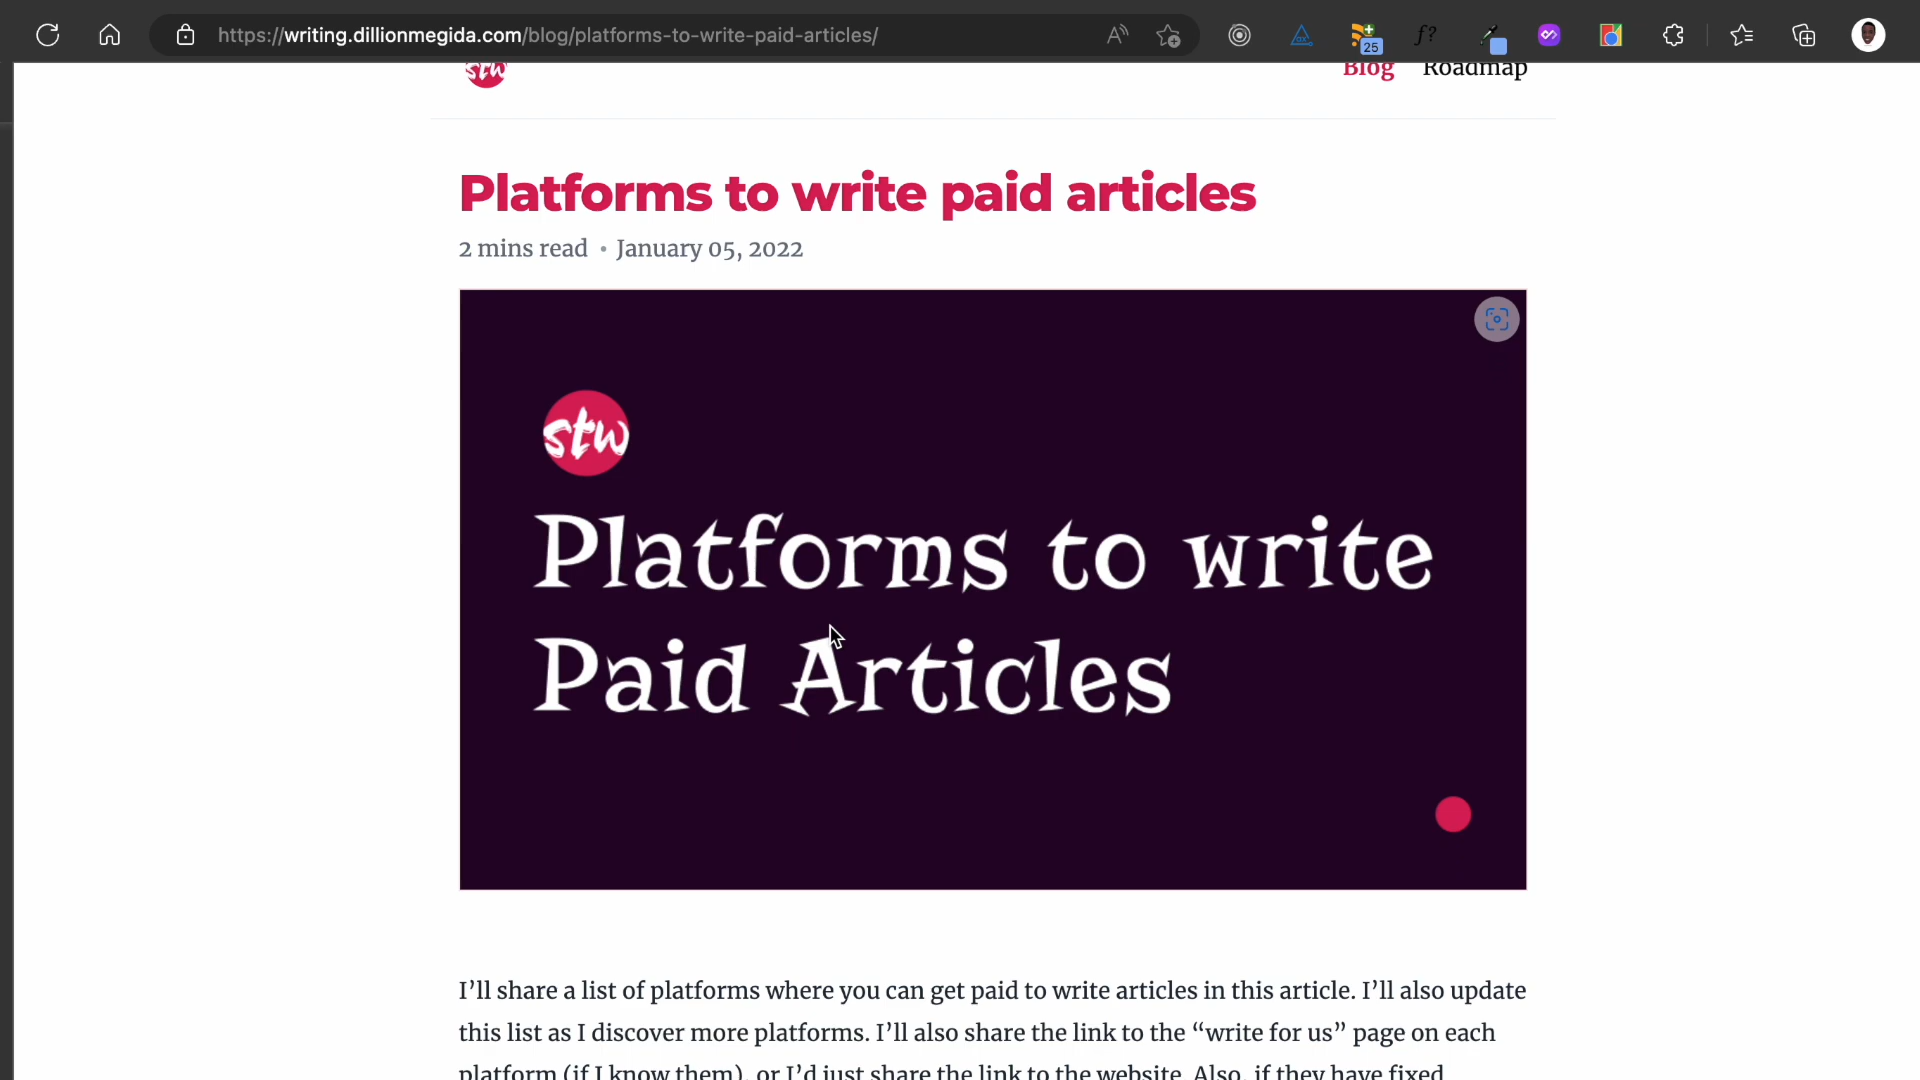 https://writing.dillionmegida.com/blog/platforms-to-write-paid-articles/
25
f?
stw
Blog Roadmap
Platforms to write paid articles
2 mins read • January 05, 2022
stw
Platforms to write
Paid Articles
I’ll share a list of platforms where you can get paid to write articles in this article. I’ll also update
this list as I discover more platforms. I’ll also share the link to the “write for us” page on each
platform (if I know them), or I’d just share the link to the website. Also, if they have fixed